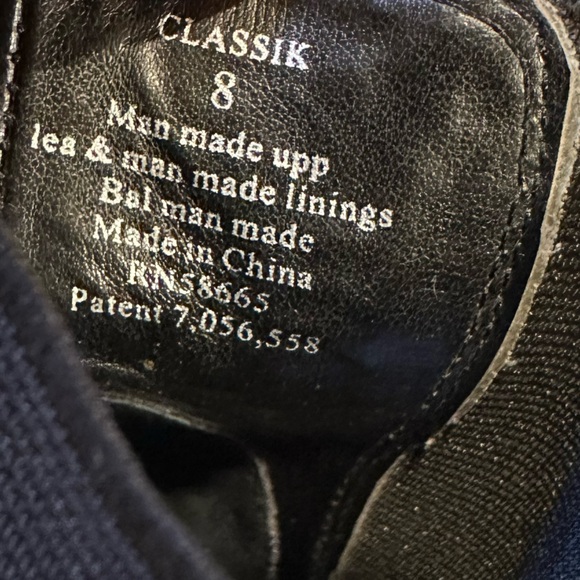 CLASSIK
8
Man made upp
lea & man made linings
Bal man made
Made in China
RN58665
Patent 7,056,558